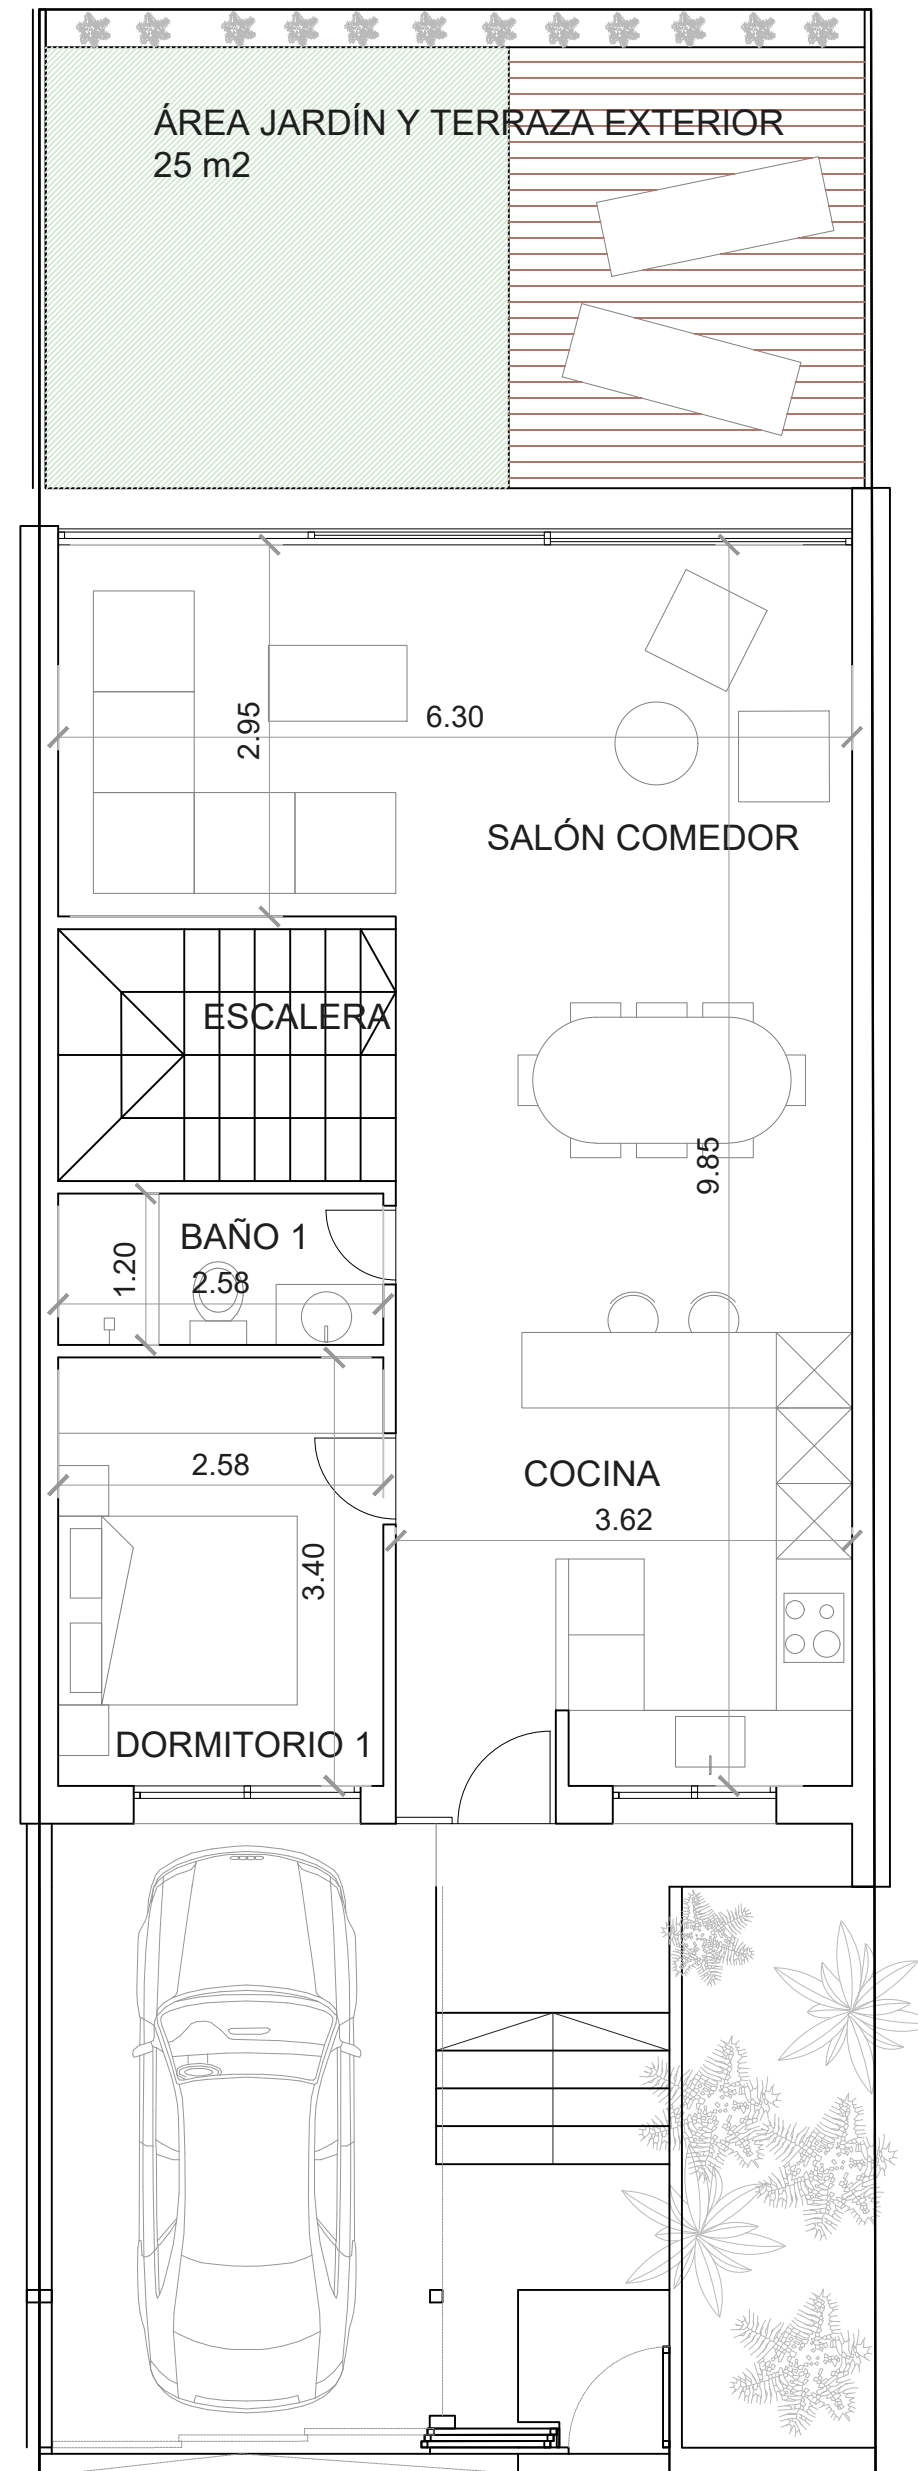 ÁREA JARDÍN Y TERRAZA EXTERIOR
25 m2
2.95
6.30
SALÓN COMEDOR
ESCALERA
9.85
BAÑO 1
1.20
2.58
2.58
COCINA
3.62
3.40
DORMITORIO 1